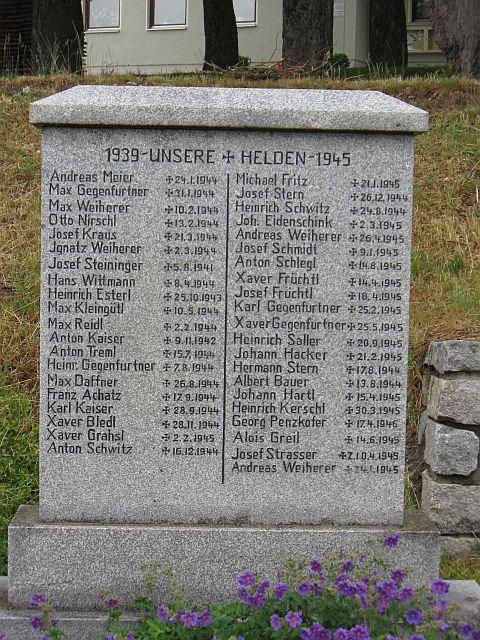 1939-UNSERE ✠ HELDEN-1945
Andreas Meier ✠24.1.1944
Max Gegenfurtner ✠31.1.1944
Max Weiherer ✠10.2.1944
Otto Nirschl ✠13.2.1944
Josef Kraus ✠21.3.1944
Jgnatz Weiherer ✠2.3.1944
Josef Steininger ✠5.8.1941
Hans Wittmann ✠8.4.1944
Heinrich Esterl ✠25.10.1943
Max Kleingütl ✠10.5.1944
Max Reidl ✠2.2.1944
Anton Kaiser ✠9.11.1942
Anton Treml ✠15.7.1944
Heinr. Gegenfurtner ✠7.8.1944
Max Daffner ✠26.8.1944
Franz Achatz ✠17.9.1944
Karl Kaiser ✠28.9.1944
Xaver Bledl ✠28.11.1944
Xaver Grahsl ✠2.2.1945
Anton Schwitz ✠16.12.1944
Michael Fritz ✠21.1.1945
Josef Stern ✠26.12.1944
Heinrich Schwitz ✠24.8.1944
Joh. Eidenschink ✠2.3.1945
Andreas Weiherer ✠26.4.1945
Josef Schmidt ✠9.1.1945
Anton Schlegl ✠14.8.1945
Xaver Früchtl ✠14.4.1945
Josef Früchtl ✠18.4.1945
Karl Gegenfurtner ✠25.2.1945
Xaver Gegenfurtner ✠25.5.1945
Heinrich Saller ✠20.9.1945
Johann Hacker ✠21.2.1945
Hermann Stern ✠17.8.1944
Albert Bauer ✠13.8.1944
Johann Hartl ✠15.4.1945
Heinrich Kerschl ✠30.3.1945
Georg Penzkofer ✠17.4.1946
Alois Greil ✠14.6.1945
Josef Strasser ✠21.04.1945
Andreas Weiherer ✠24.1.1945